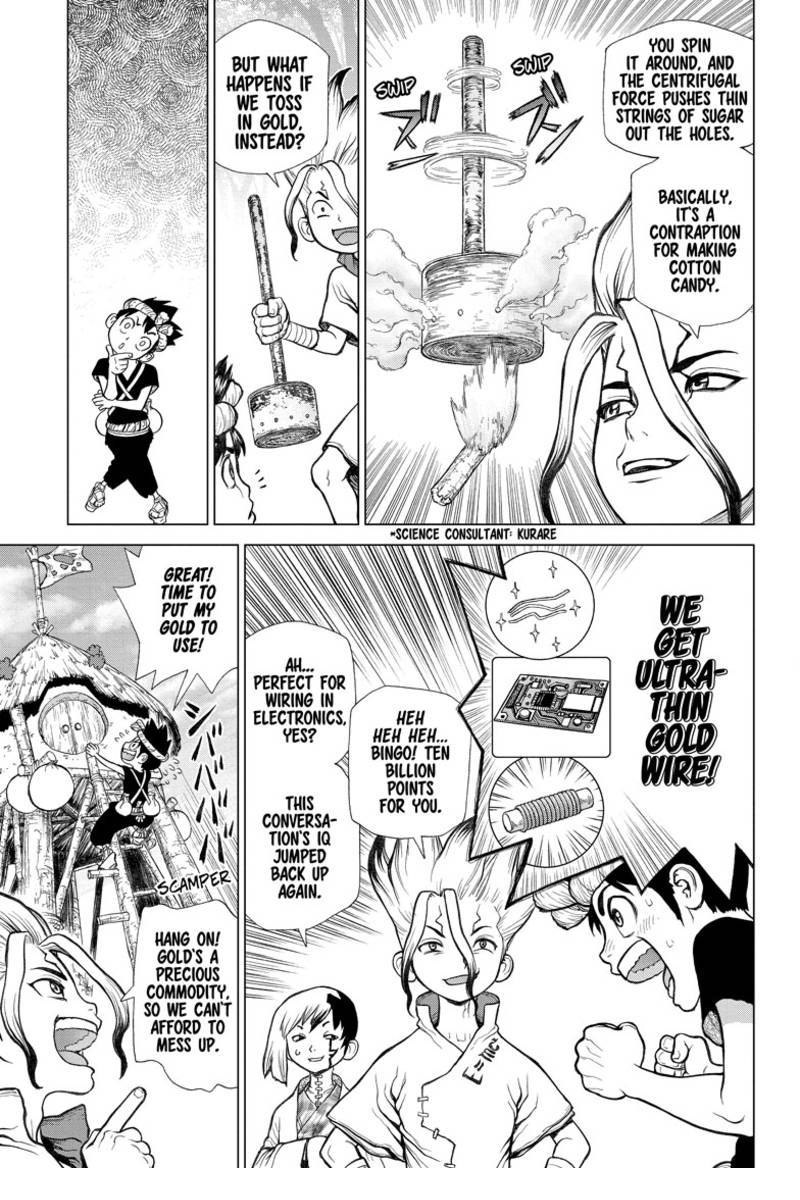 YOU SPIN
IT AROUND, AND
THE CENTRIFUGAL
FORCE PUSHES THIN
STRINGS OF SUGAR
OUT THE HOLES.
BASICALLY,
IT'S A
CONTRAPTION
FOR MAKING
COTTON
CANDY.
SWIP
SWIP
BUT WHAT
HAPPENS IF
WE TOSS
IN GOLD,
INSTEAD?
*SCIENCE CONSULTANT: KURARE
WE
GET
ULTRA-
THIN
GOLD
WIRE!
HEH
HEH HEH...
BINGO! TEN
BILLION
POINTS
FOR YOU.
AH...
PERFECT FOR
WIRING IN
ELECTRONICS,
YES?
THIS
CONVERSA-
TION'S IQ
JUMPED
BACK UP
AGAIN.
E=mc²
GREAT!
TIME TO
PUT MY
GOLD TO
USE!
SCAMPER
HANG ON!
GOLD'S A
PRECIOUS
COMMODITY,
SO WE CAN'T
AFFORD TO
MESS UP.